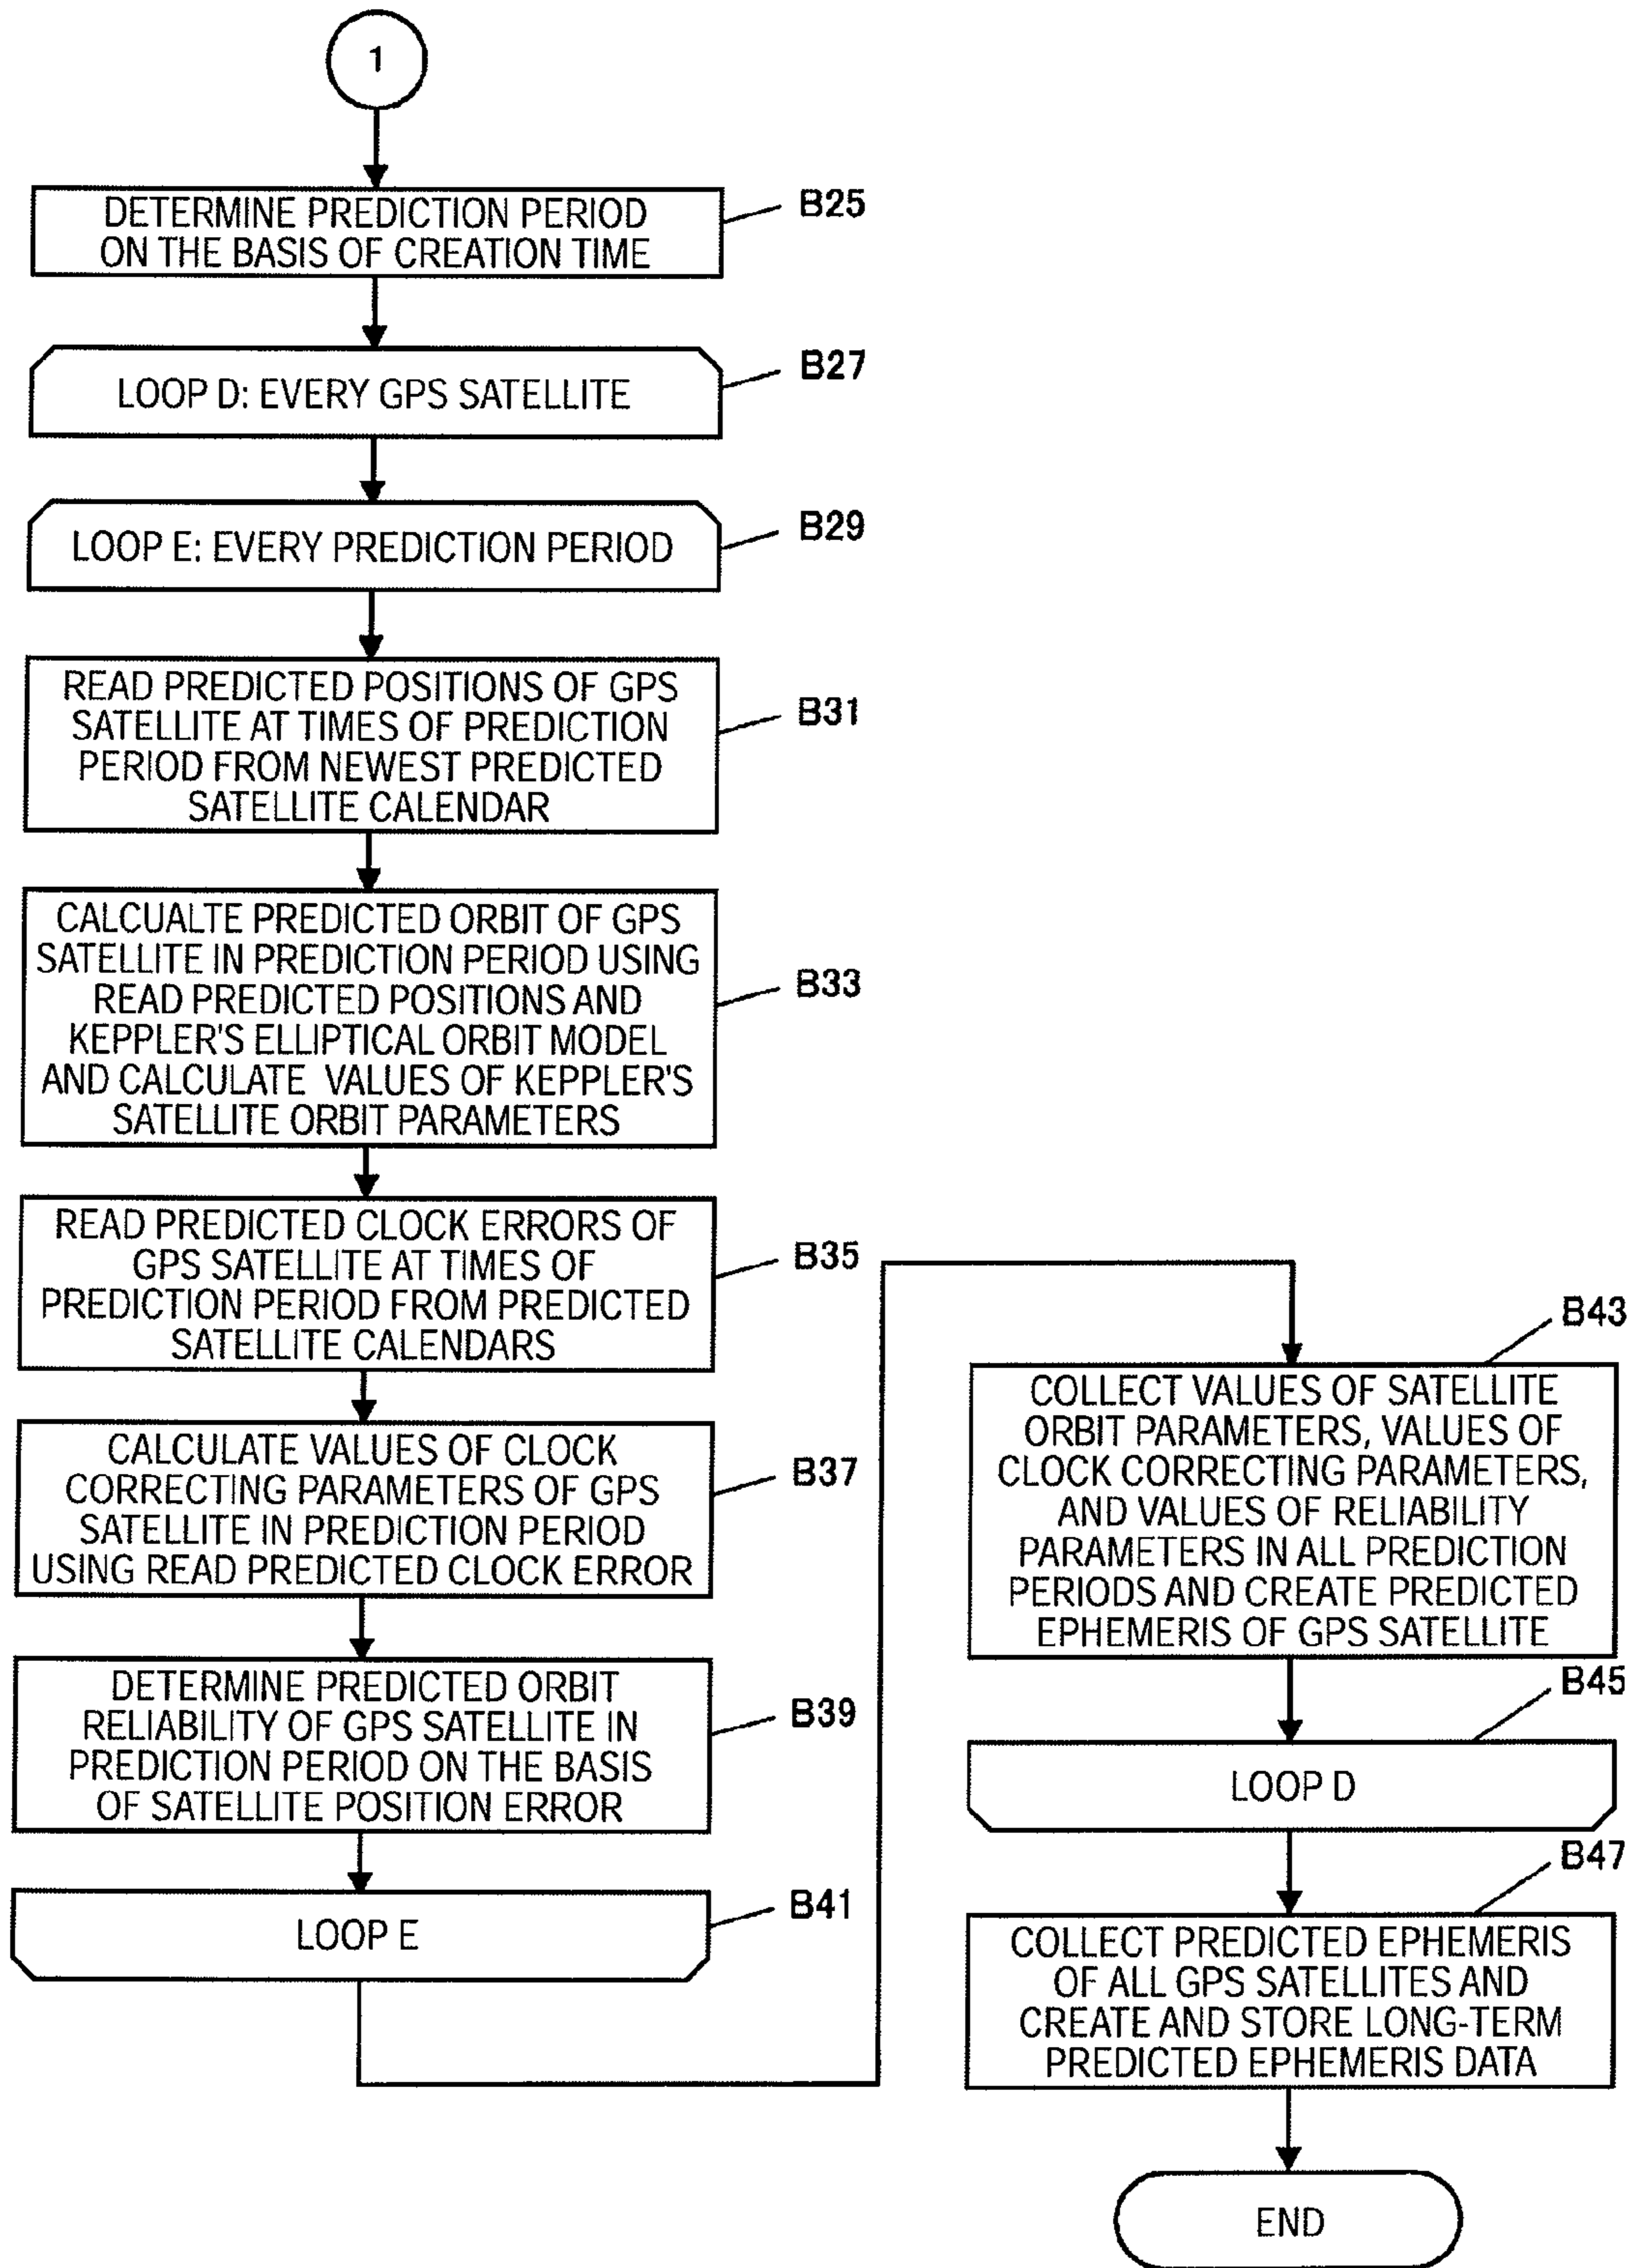 1
DETERMINE PREDICTION PERIOD
ON THE BASIS OF CREATION TIME
B25
LOOP D: EVERY GPS SATELLITE
B27
LOOP E: EVERY PREDICTION PERIOD
B29
READ PREDICTED POSITIONS OF GPS
SATELLITE AT TIMES OF PREDICTION
PERIOD FROM NEWEST PREDICTED
SATELLITE CALENDAR
B31
CALCUALTE PREDICTED ORBIT OF GPS
SATELLITE IN PREDICTION PERIOD USING
READ PREDICTED POSITIONS AND
KEPPLER'S ELLIPTICAL ORBIT MODEL
AND CALCULATE VALUES OF KEPPLER'S
SATELLITE ORBIT PARAMETERS
B33
READ PREDICTED CLOCK ERRORS OF
GPS SATELLITE AT TIMES OF
PREDICTION PERIOD FROM PREDICTED
SATELLITE CALENDARS
B35
CALCULATE VALUES OF CLOCK
CORRECTING PARAMETERS OF GPS
SATELLITE IN PREDICTION PERIOD
USING READ PREDICTED CLOCK ERROR
B37
DETERMINE PREDICTED ORBIT
RELIABILITY OF GPS SATELLITE IN
PREDICTION PERIOD ON THE BASIS
OF SATELLITE POSITION ERROR
B39
LOOP E
B41
B43
COLLECT VALUES OF SATELLITE
ORBIT PARAMETERS, VALUES OF
CLOCK CORRECTING PARAMETERS,
AND VALUES OF RELIABILITY
PARAMETERS IN ALL PREDICTION
PERIODS AND CREATE PREDICTED
EPHEMERIS OF GPS SATELLITE
B45
LOOP D
B47
COLLECT PREDICTED EPHEMERIS
OF ALL GPS SATELLITES AND
CREATE AND STORE LONG-TERM
PREDICTED EPHEMERIS DATA
END